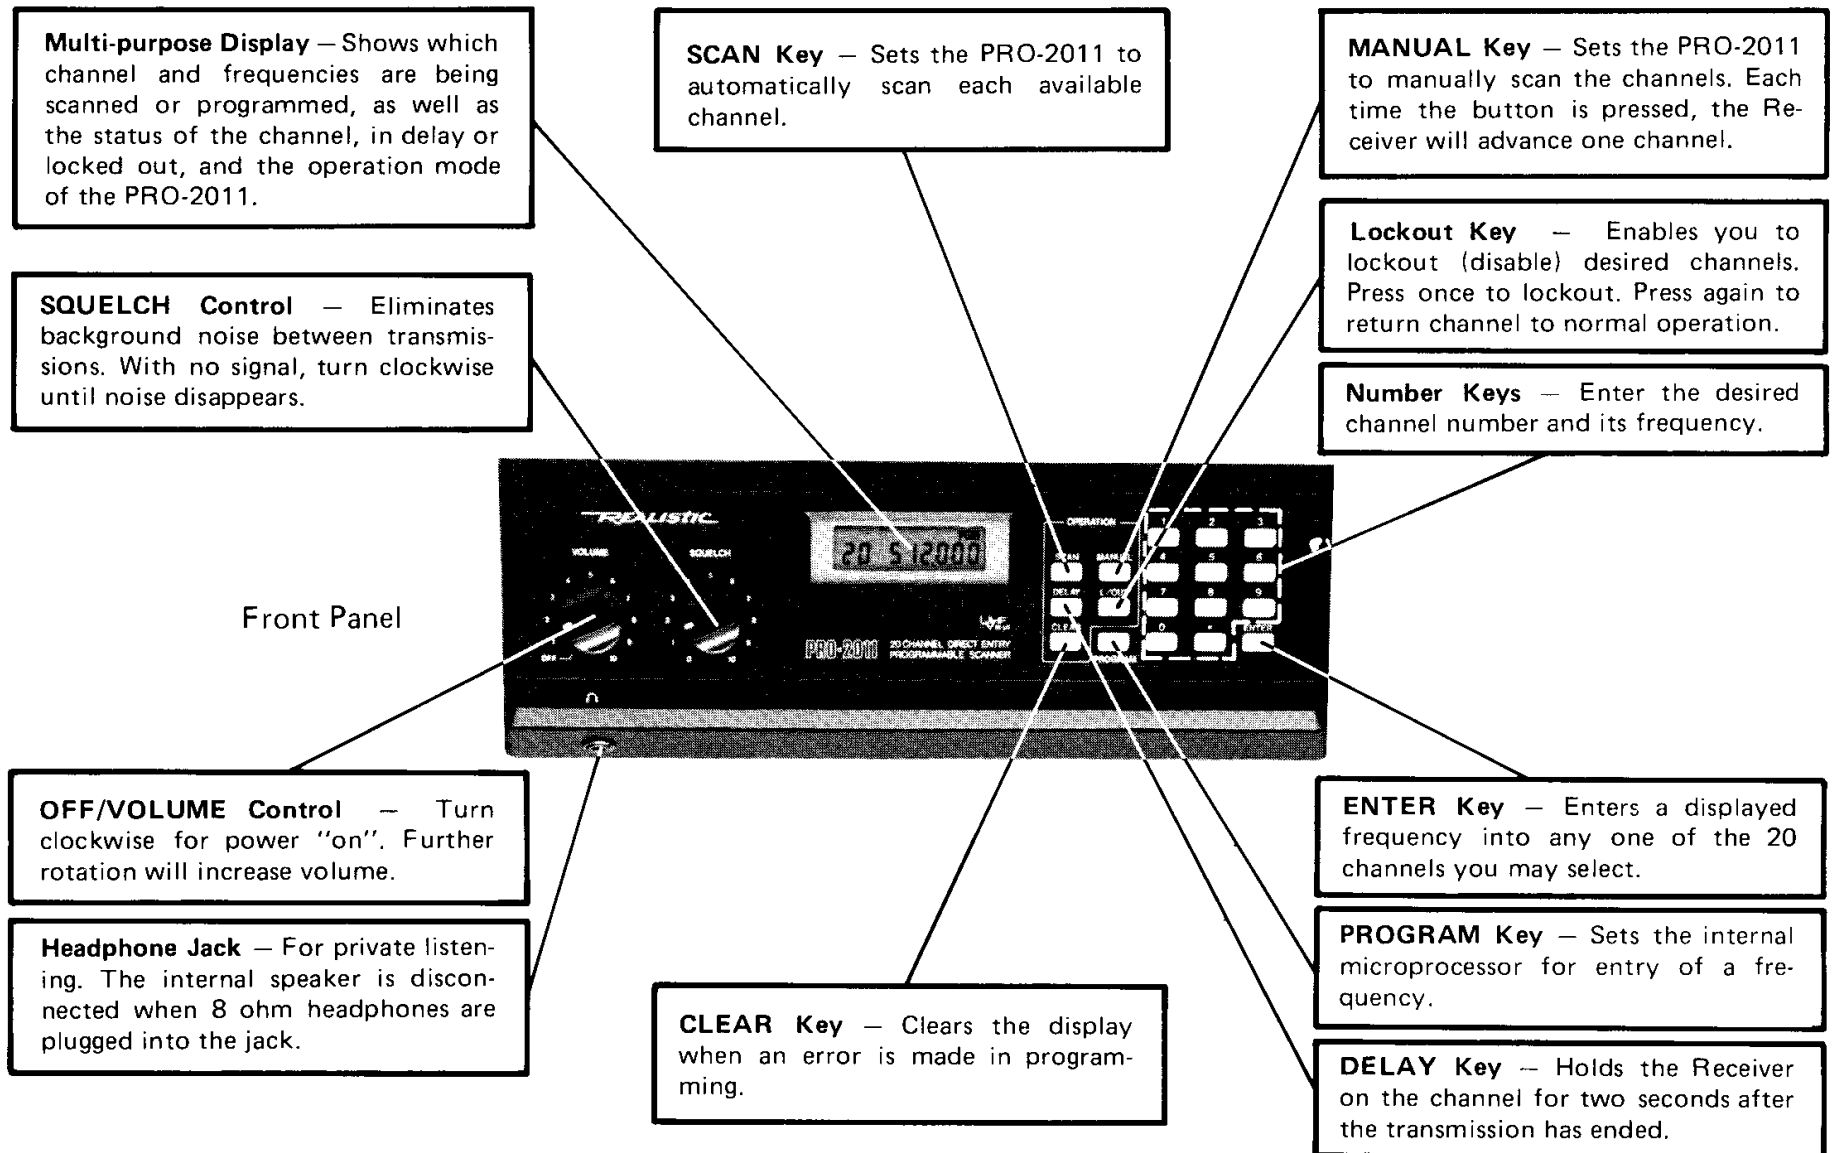 Multi-purpose Display — Shows which
channel and frequencies are being
scanned or programmed, as well as
the status of the channel, in delay or
locked out, and the operation mode
of the PRO-2011.
SCAN Key — Sets the PRO-2011 to
automatically scan each available
channel.
MANUAL Key — Sets the PRO-2011
to manually scan the channels. Each
time the button is pressed, the Re-
ceiver will advance one channel.
SQUELCH Control — Eliminates
background noise between transmis-
sions. With no signal, turn clockwise
until noise disappears.
Lockout Key — Enables you to
lockout (disable) desired channels.
Press once to lockout. Press again to
return channel to normal operation.
Number Keys — Enter the desired
channel number and its frequency.
Front Panel
REALISTIC
VOLUME
SQUELCH
OFF
10
0
10
20 512.000
PRO-2011
20 CHANNEL DIRECT ENTRY
PROGRAMMABLE SCANNER
OPERATION
SCAN MANUAL
DELAY L/OUT
CLEAR
PROGRAM
1 2 3
4 5 6
7 8 9
0 • ENTER
OFF/VOLUME Control — Turn
clockwise for power "on". Further
rotation will increase volume.
Headphone Jack — For private listen-
ing. The internal speaker is discon-
nected when 8 ohm headphones are
plugged into the jack.
CLEAR Key — Clears the display
when an error is made in program-
ming.
ENTER Key — Enters a displayed
frequency into any one of the 20
channels you may select.
PROGRAM Key — Sets the internal
microprocessor for entry of a fre-
quency.
DELAY Key — Holds the Receiver
on the channel for two seconds after
the transmission has ended.